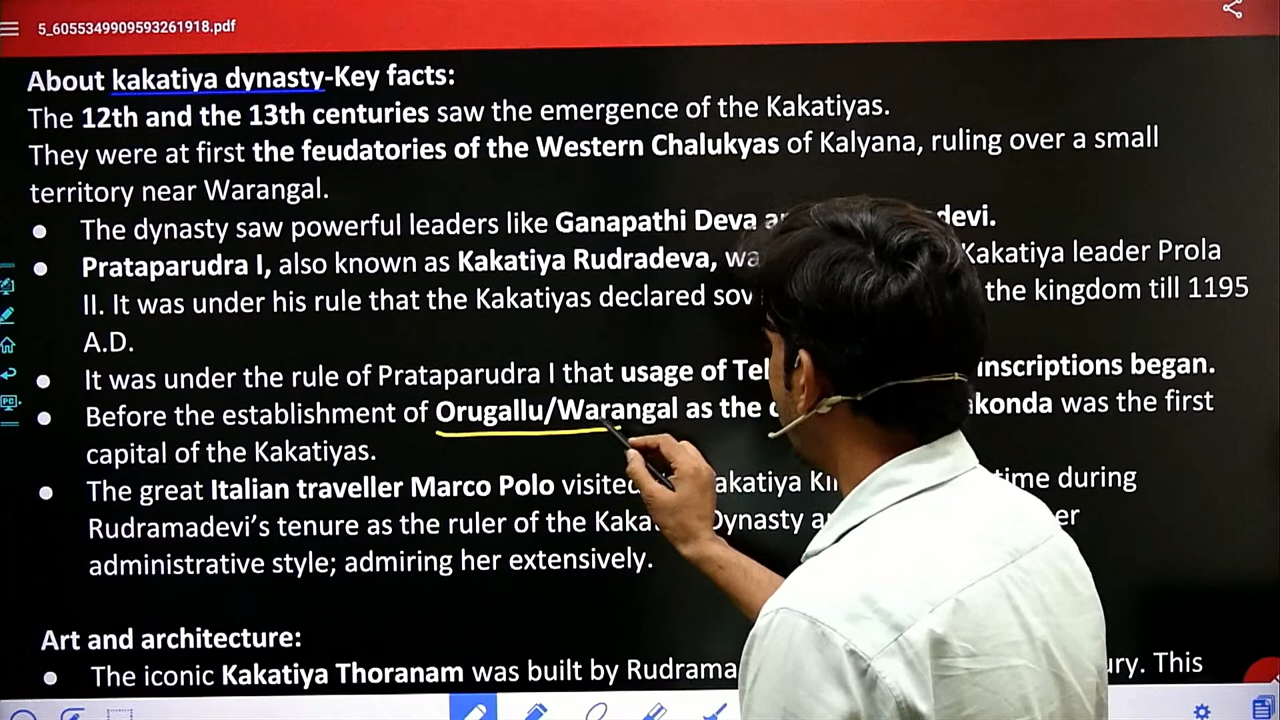 5_6055349909593261918.pdf
About kakatiya dynasty-Key facts:
The 12th and the 13th centuries saw the emergence of the Kakatiyas.
They were at first the feudatories of the Western Chalukyas of Kalyana, ruling over a small
territory near Warangal.
● The dynasty saw powerful leaders like Ganapathi Deva devi.
● Prataparudra I, also known as Kakatiya Rudradeva, Kakatiya leader Prola
II. It was under his rule that the Kakatiyas declared the kingdom till 1195
A.D.
● It was under the rule of Prataparudra I that usage of inscriptions began.
● Before the establishment of Orugallu/Warangal as the akonda was the first
capital of the Kakatiyas.
● The great Italian traveller Marco Polo visited akatiya time during
Rudramadevi's tenure as the ruler of the Dynasty er
administrative style; admiring her extensively.
Art and architecture:
● The iconic Kakatiya Thoranam was built by ury. This
PC